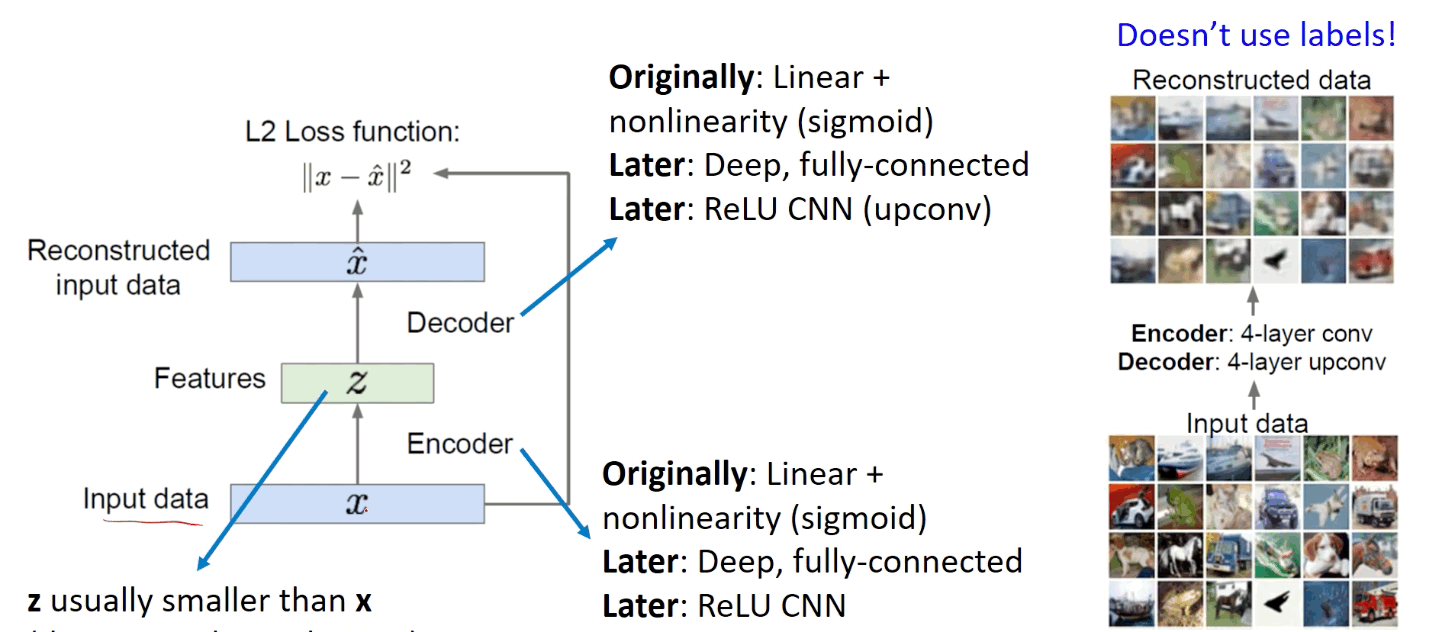 Doesn't use labels!
Reconstructed data
Encoder: 4-layer conv
Decoder: 4-layer upconv
Input data
Originally: Linear +
nonlinearity (sigmoid)
Later: Deep, fully-connected
Later: ReLU CNN (upconv)
L2 Loss function:
‖x − x̂‖²
Reconstructed
input data
x̂
Decoder
Features
z
Encoder
Input data
x
Originally: Linear +
nonlinearity (sigmoid)
Later: Deep, fully-connected
Later: ReLU CNN
z usually smaller than x